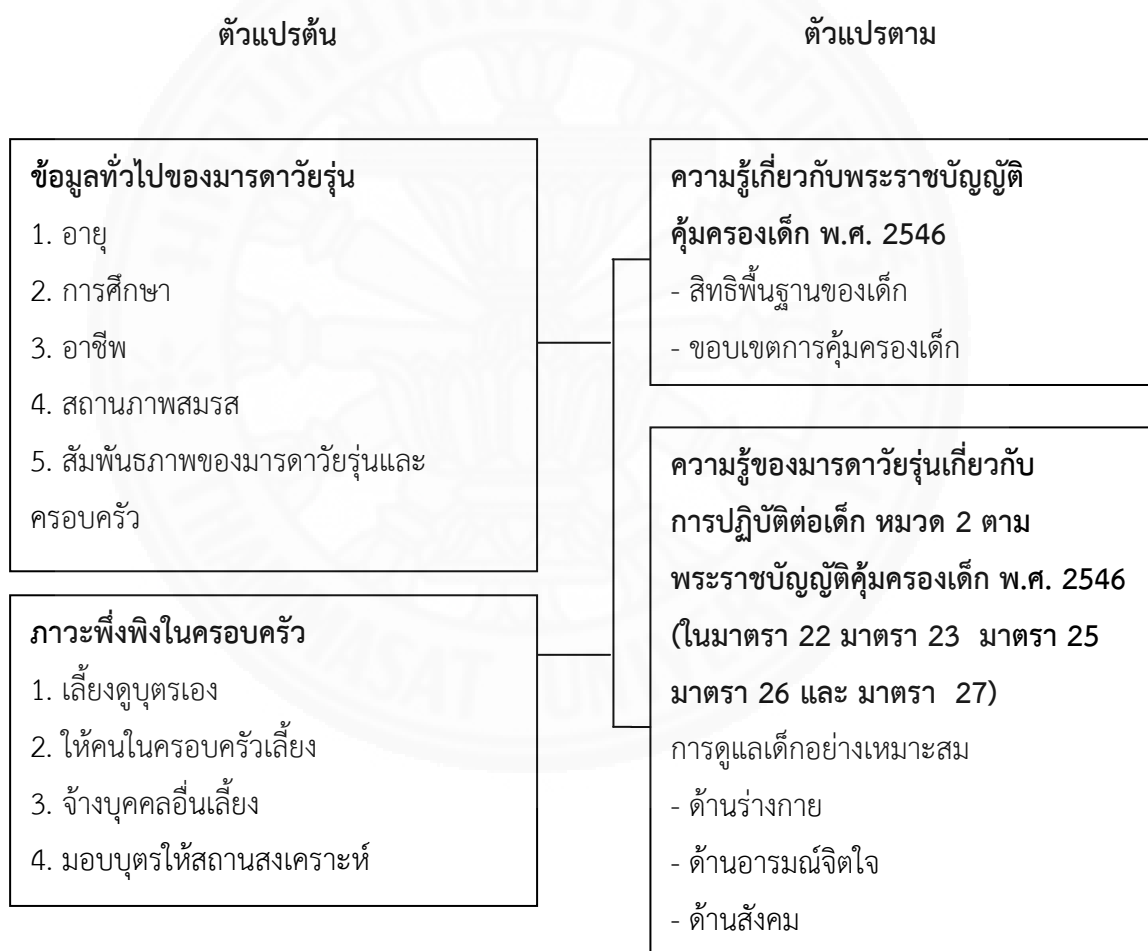 ตัวแปรต้น
ตัวแปรตาม
ข้อมูลทั่วไปของมารดาวัยรุ่น
1. อายุ
2. การศึกษา
3. อาชีพ
4. สถานภาพสมรส
5. สัมพันธภาพของมารดาวัยรุ่นและ
ครอบครัว
ภาวะพึ่งพิงในครอบครัว
1. เลี้ยงดูบุตรเอง
2. ให้คนในครอบครัวเลี้ยง
3. จ้างบุคคลอื่นเลี้ยง
4. มอบบุตรให้สถานสงเคราะห์
ความรู้เกี่ยวกับพระราชบัญญัติ
คุ้มครองเด็ก พ.ศ. 2546
- สิทธิพื้นฐานของเด็ก
- ขอบเขตการคุ้มครองเด็ก
ความรู้ของมารดาวัยรุ่นเกี่ยวกับ
การปฏิบัติต่อเด็ก หมวด 2 ตาม
พระราชบัญญัติคุ้มครองเด็ก พ.ศ. 2546
(ในมาตรา 22 มาตรา 23 มาตรา 25
มาตรา 26 และ มาตรา 27)
การดูแลเด็กอย่างเหมาะสม
- ด้านร่างกาย
- ด้านอารมณ์จิตใจ
- ด้านสังคม